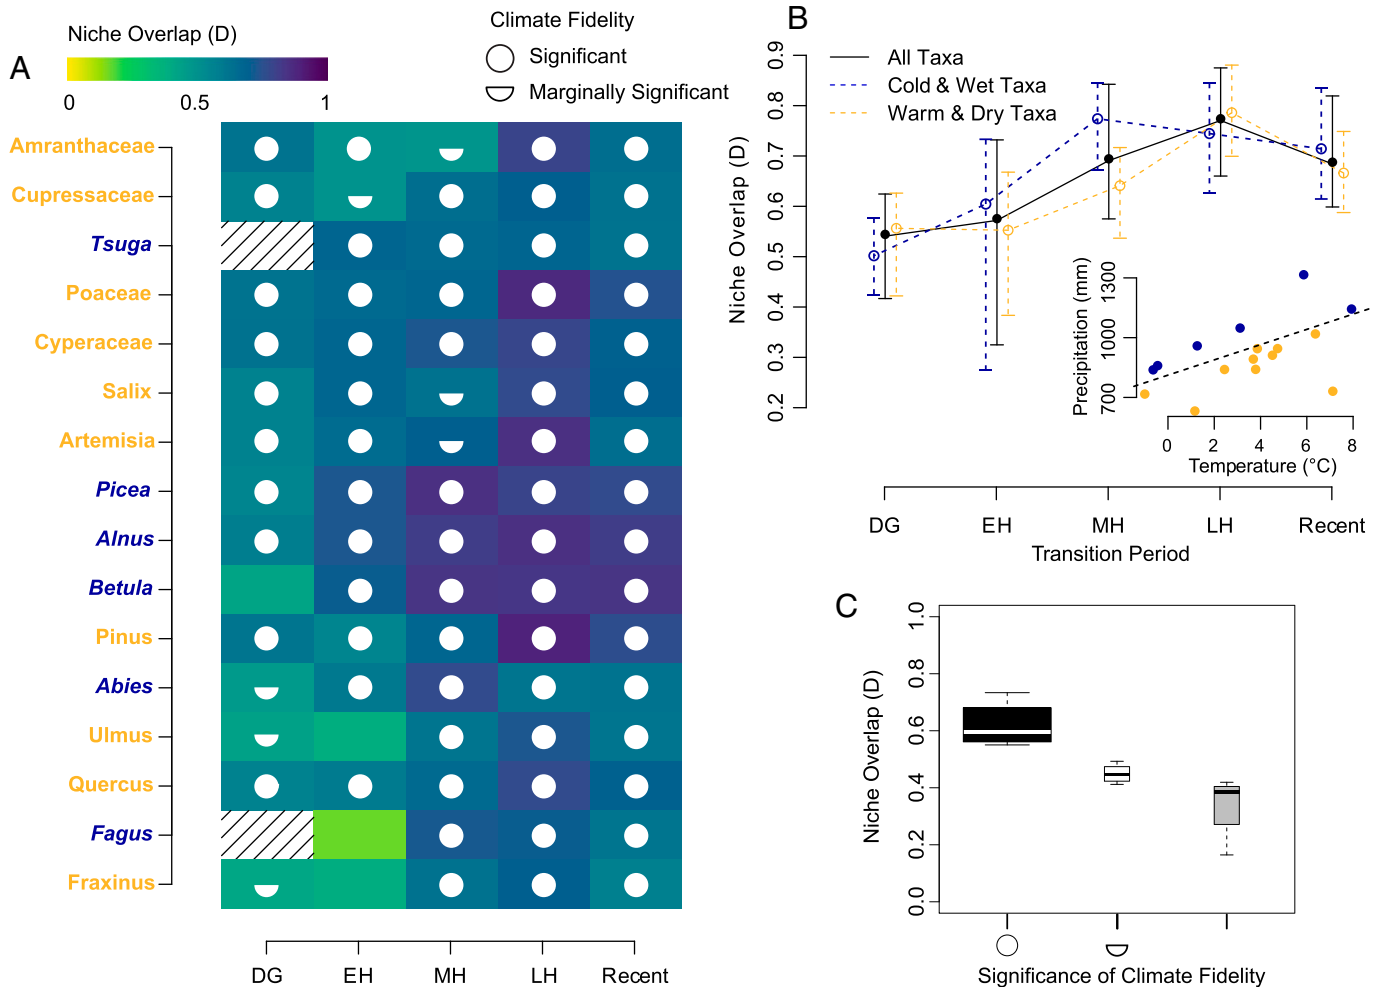 A
Niche Overlap (D)
0 0.5 1
Climate Fidelity
Significant
Marginally Significant
Amranthaceae
Cupressaceae
Tsuga
Poaceae
Cyperaceae
Salix
Artemisia
Picea
Alnus
Betula
Pinus
Abies
Ulmus
Quercus
Fagus
Fraxinus
DG EH MH LH Recent
B
All Taxa
Cold & Wet Taxa
Warm & Dry Taxa
Niche Overlap (D)
0.9
0.8
0.7
0.6
0.5
0.4
0.3
0.2
Precipitation (mm)
1300
1000
700
0 2 4 6 8
Temperature (°C)
DG EH MH LH Recent
Transition Period
C
Niche Overlap (D)
1.0
0.8
0.6
0.4
0.2
0.0
Significance of Climate Fidelity